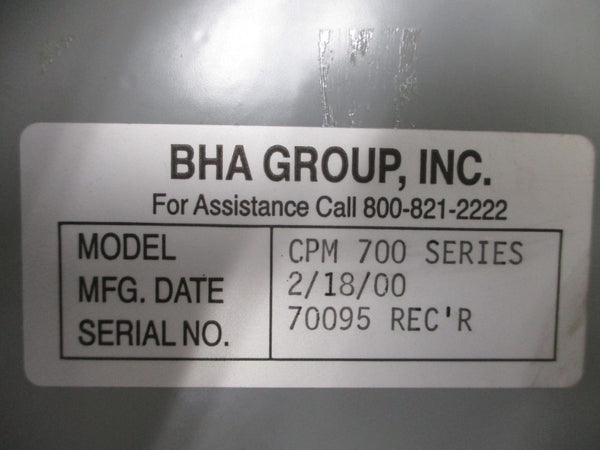 BHA GROUP, INC.
For Assistance Call 800-821-2222
MODEL CPM 700 SERIES
MFG. DATE 2/18/00
SERIAL NO. 70095 REC'R